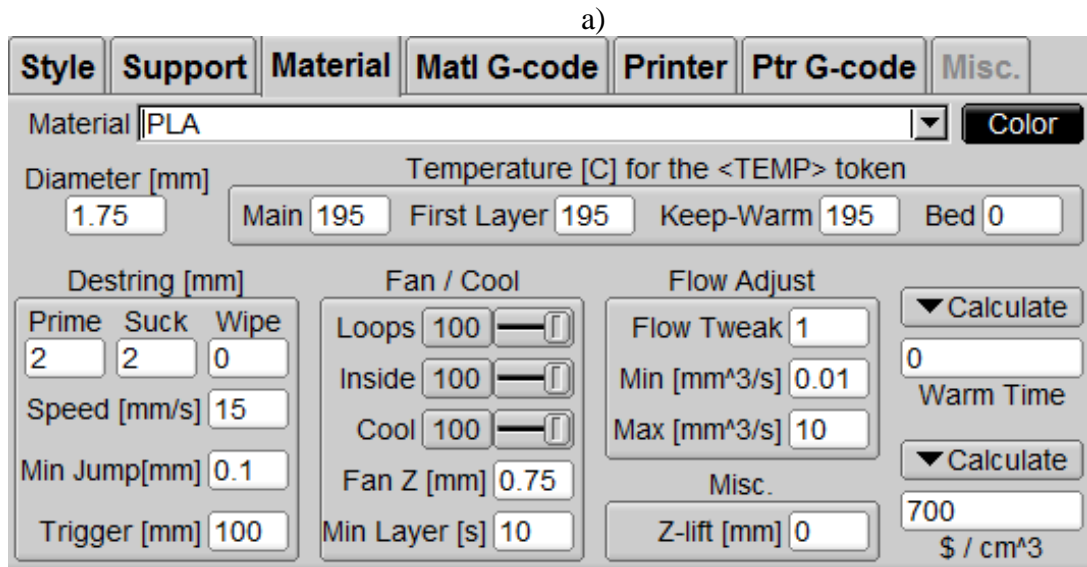 a)
Style Support Material Matl G-code Printer Ptr G-code Misc.
Material PLA Color
Diameter [mm] Temperature [C] for the <TEMP> token
1.75 Main 195 First Layer 195 Keep-Warm 195 Bed 0
Destring [mm] Fan / Cool Flow Adjust
Prime Suck Wipe Loops 100 Flow Tweak 1 Calculate
2 2 0 Inside 100 Min [mm^3/s] 0.01 0
Speed [mm/s] 15 Cool 100 Max [mm^3/s] 10 Warm Time
Min Jump[mm] 0.1 Fan Z [mm] 0.75 Misc. Calculate
Trigger [mm] 100 Min Layer [s] 10 Z-lift [mm] 0 700
$ / cm^3